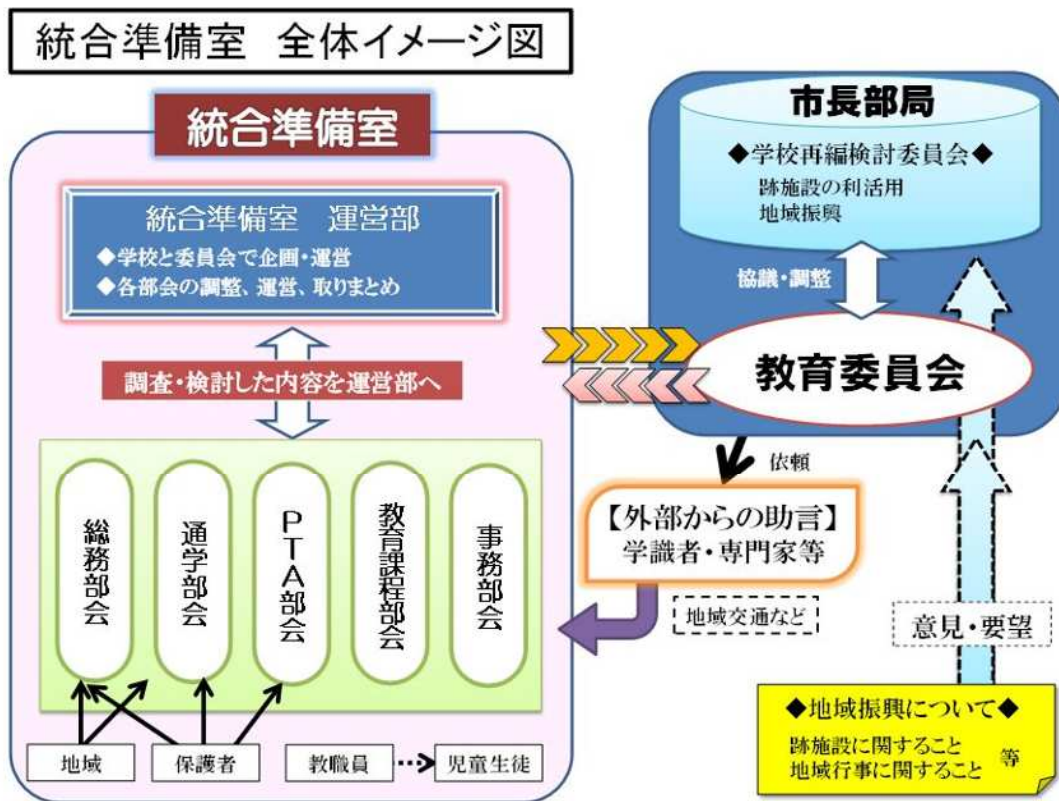 統合準備室 全体イメージ図
統合準備室
統合準備室 運営部
◆学校と委員会で企画・運営
◆各部会の調整、運営、取りまとめ
調査・検討した内容を運営部へ
総務部会
通学部会
PTA部会
教育課程部会
事務部会
地域
保護者
教職員
児童生徒
市長部局
◆学校再編検討委員会◆
跡施設の利活用
地域振興
協議・調整
教育委員会
依頼
【外部からの助言】
学識者・専門家等
地域交通など
意見・要望
◆地域振興について◆
跡施設に関すること
地域行事に関すること
等